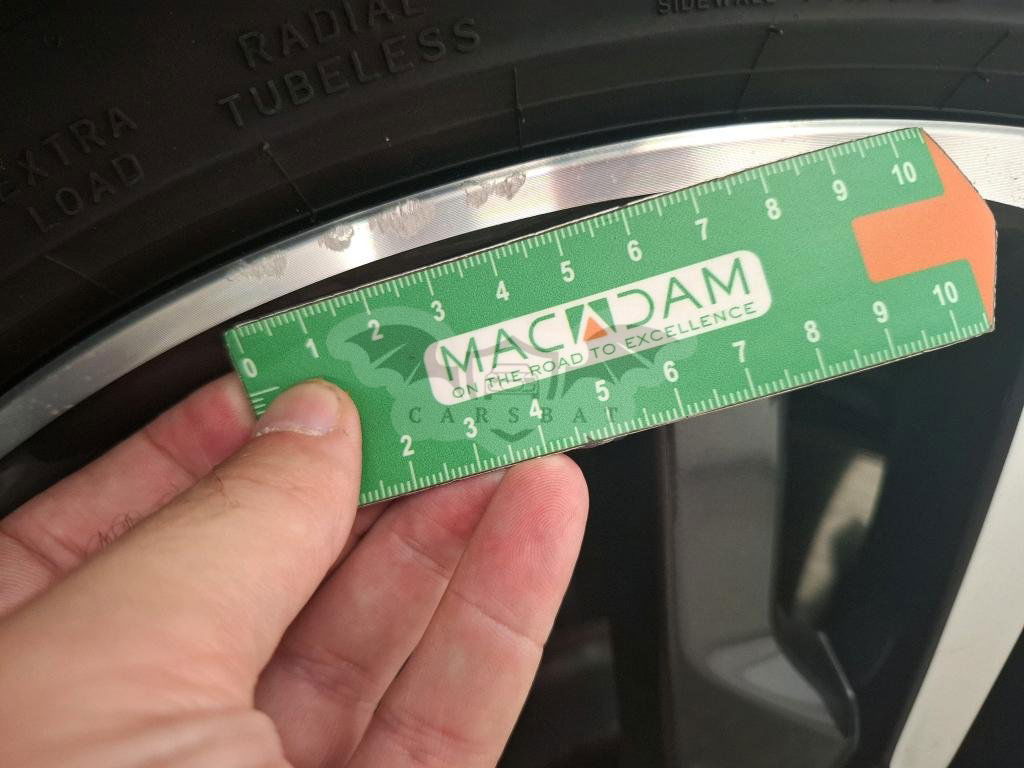 RADIAL
TUBELESS
EXTRA
LOAD
SIDEWALL
0 1 2 3 4 5 6 7 8 9 10
MACADAM
ON THE ROAD TO EXCELLENCE
CARSBAT
2 3 4 5 6 7 8 9 10